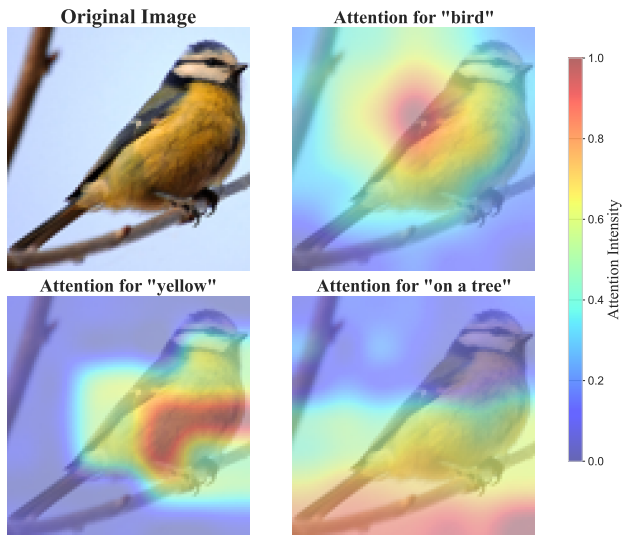 Original Image
Attention for "bird"
Attention for "yellow"
Attention for "on a tree"
1.0
0.8
0.6
0.4
0.2
0.0
Attention Intensity